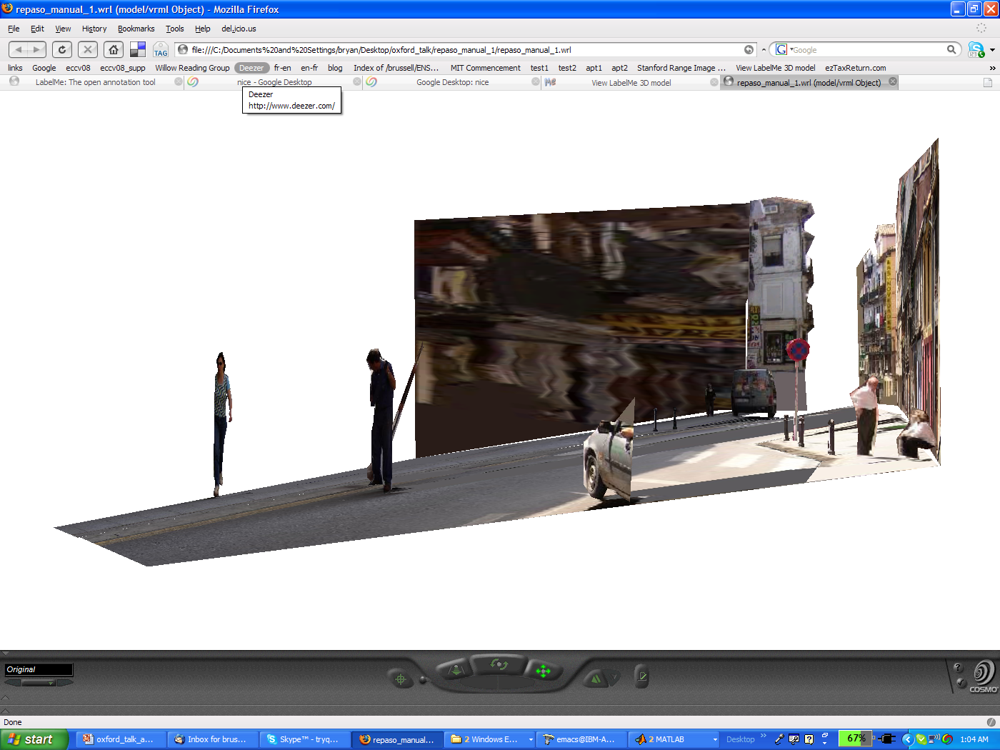 repaso_manual_1.wrl (model/vrml Object) - Mozilla Firefox
File Edit View History Bookmarks Tools Help del.icio.us
TAG file:///C:/Documents%20and%20Settings/bryan/Desktop/oxford_talk/repaso_manual_1/repaso_manual_1.wrl G Google 123
links Google eccv08 eccv08_supp Willow Reading Group Deezer fr-en en-fr blog Index of /brussell/ENS... MIT Commencement test1 test2 apt1 apt2 Stanford Range Image ... View LabelMe 3D model ezTaxReturn.com »
LabelMe: The open annotation tool nice - Google Desktop Google Desktop: nice View LabelMe 3D model repaso_manual_1.wrl (model/vrml Object)
Deezer
http://www.deezer.com/
Original
?
COSMO
Done
start oxford_talk_a... Inbox for brus... Skype™ - tryq... repaso_manual... 2 Windows E... emacs@IBM-A... 2 MATLAB Desktop » 67% 1:04 AM